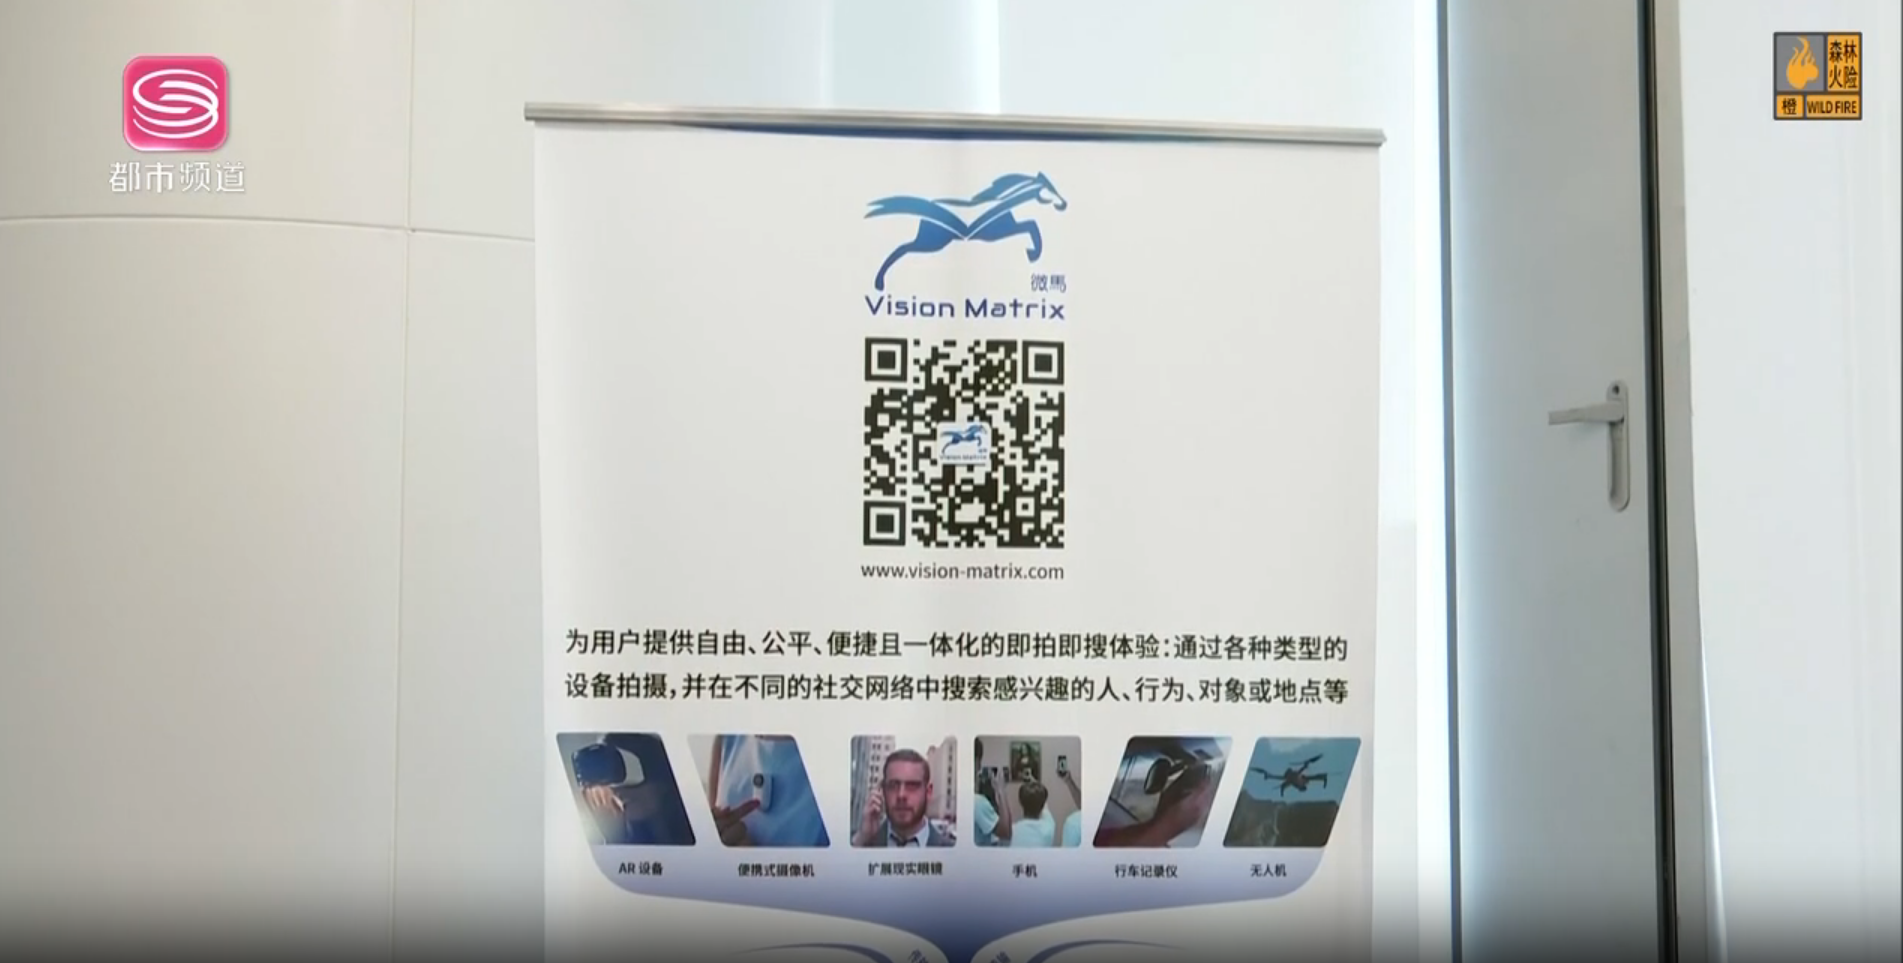 都市频道
森林
火险
橙 WILD FIRE
微馬
Vision Matrix
www.vision-matrix.com
为用户提供自由、公平、便捷且一体化的即拍即搜体验：通过各种类型的
设备拍摄，并在不同的社交网络中搜索感兴趣的人、行为、对象或地点等
AR 设备
便携式摄像机
扩展现实眼镜
手机
行车记录仪
无人机